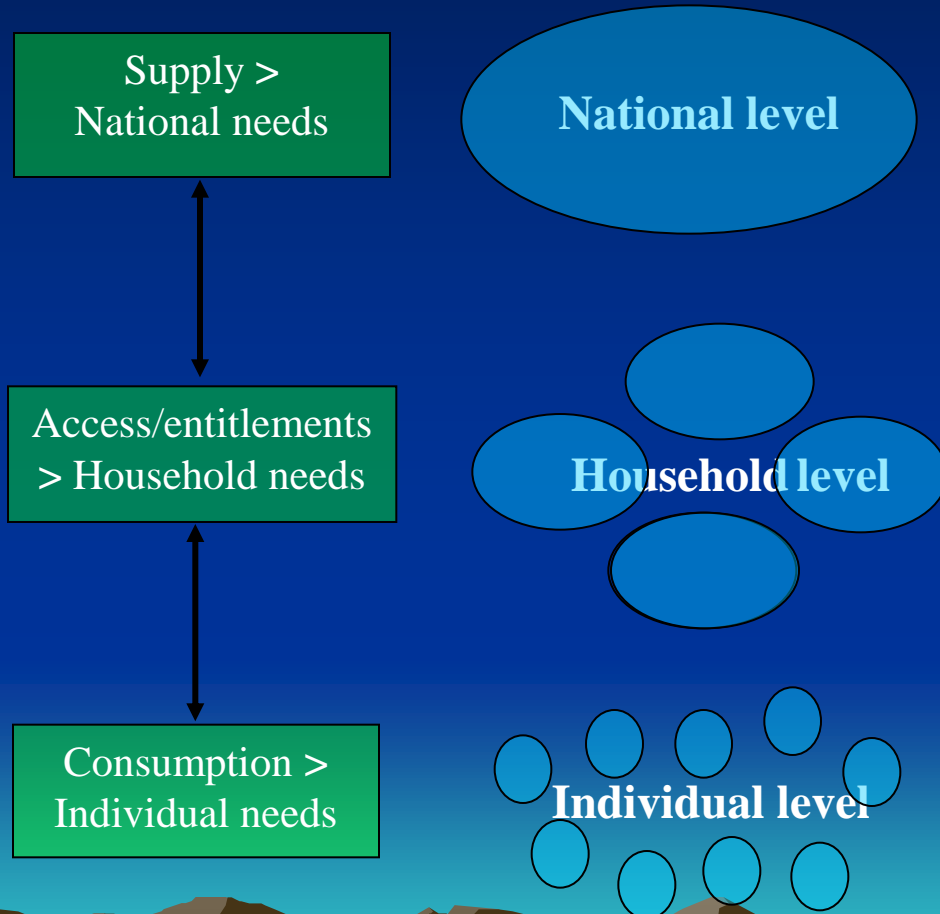 Supply >
National needs
National level
Access/entitlements
> Household needs
Household level
Consumption >
Individual needs
Individual level